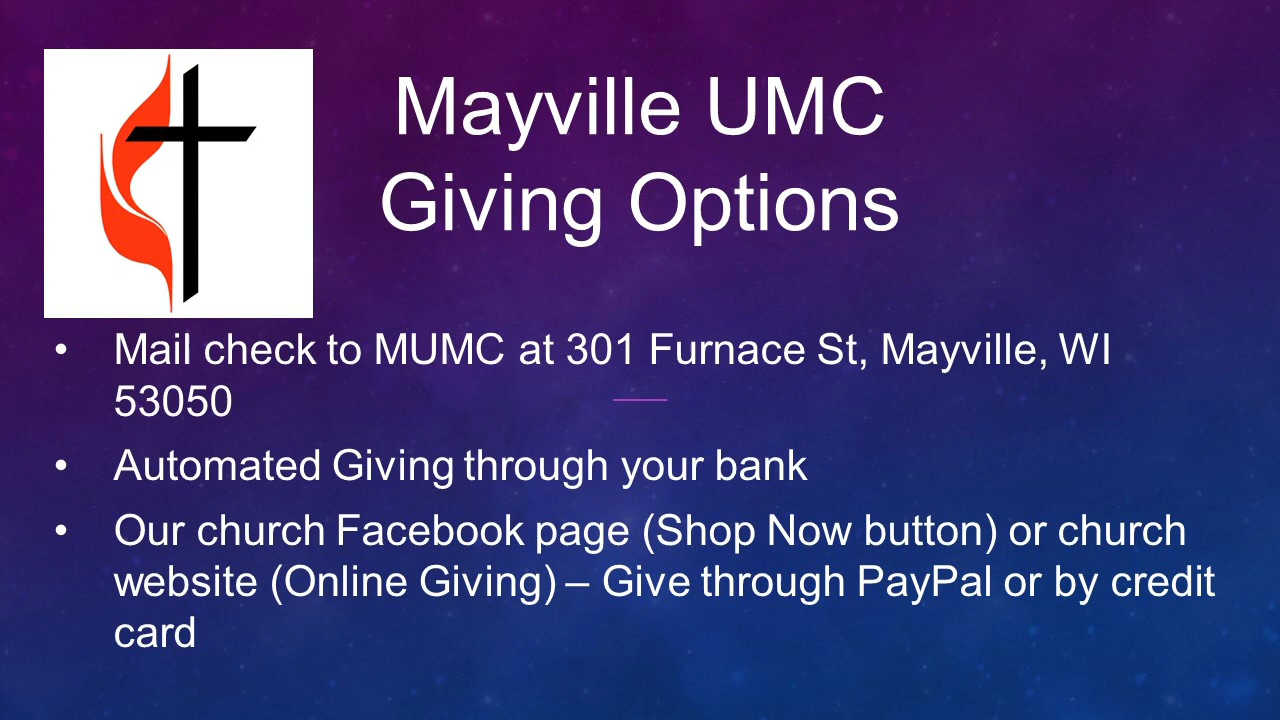 Mayville UMC
Giving Options
• Mail check to MUMC at 301 Furnace St, Mayville, WI
53050
• Automated Giving through your bank
• Our church Facebook page (Shop Now button) or church
website (Online Giving) – Give through PayPal or by credit
card